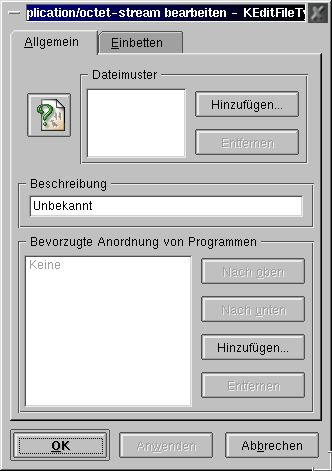 plication/octet-stream bearbeiten - KEditFileTy
Allgemein
Einbetten
Dateimuster
Hinzufügen...
Entfernen
Beschreibung
Unbekannt
Bevorzugte Anordnung von Programmen
Keine
Nach oben
Nach unten
Hinzufügen...
Entfernen
OK
Anwenden
Abbrechen